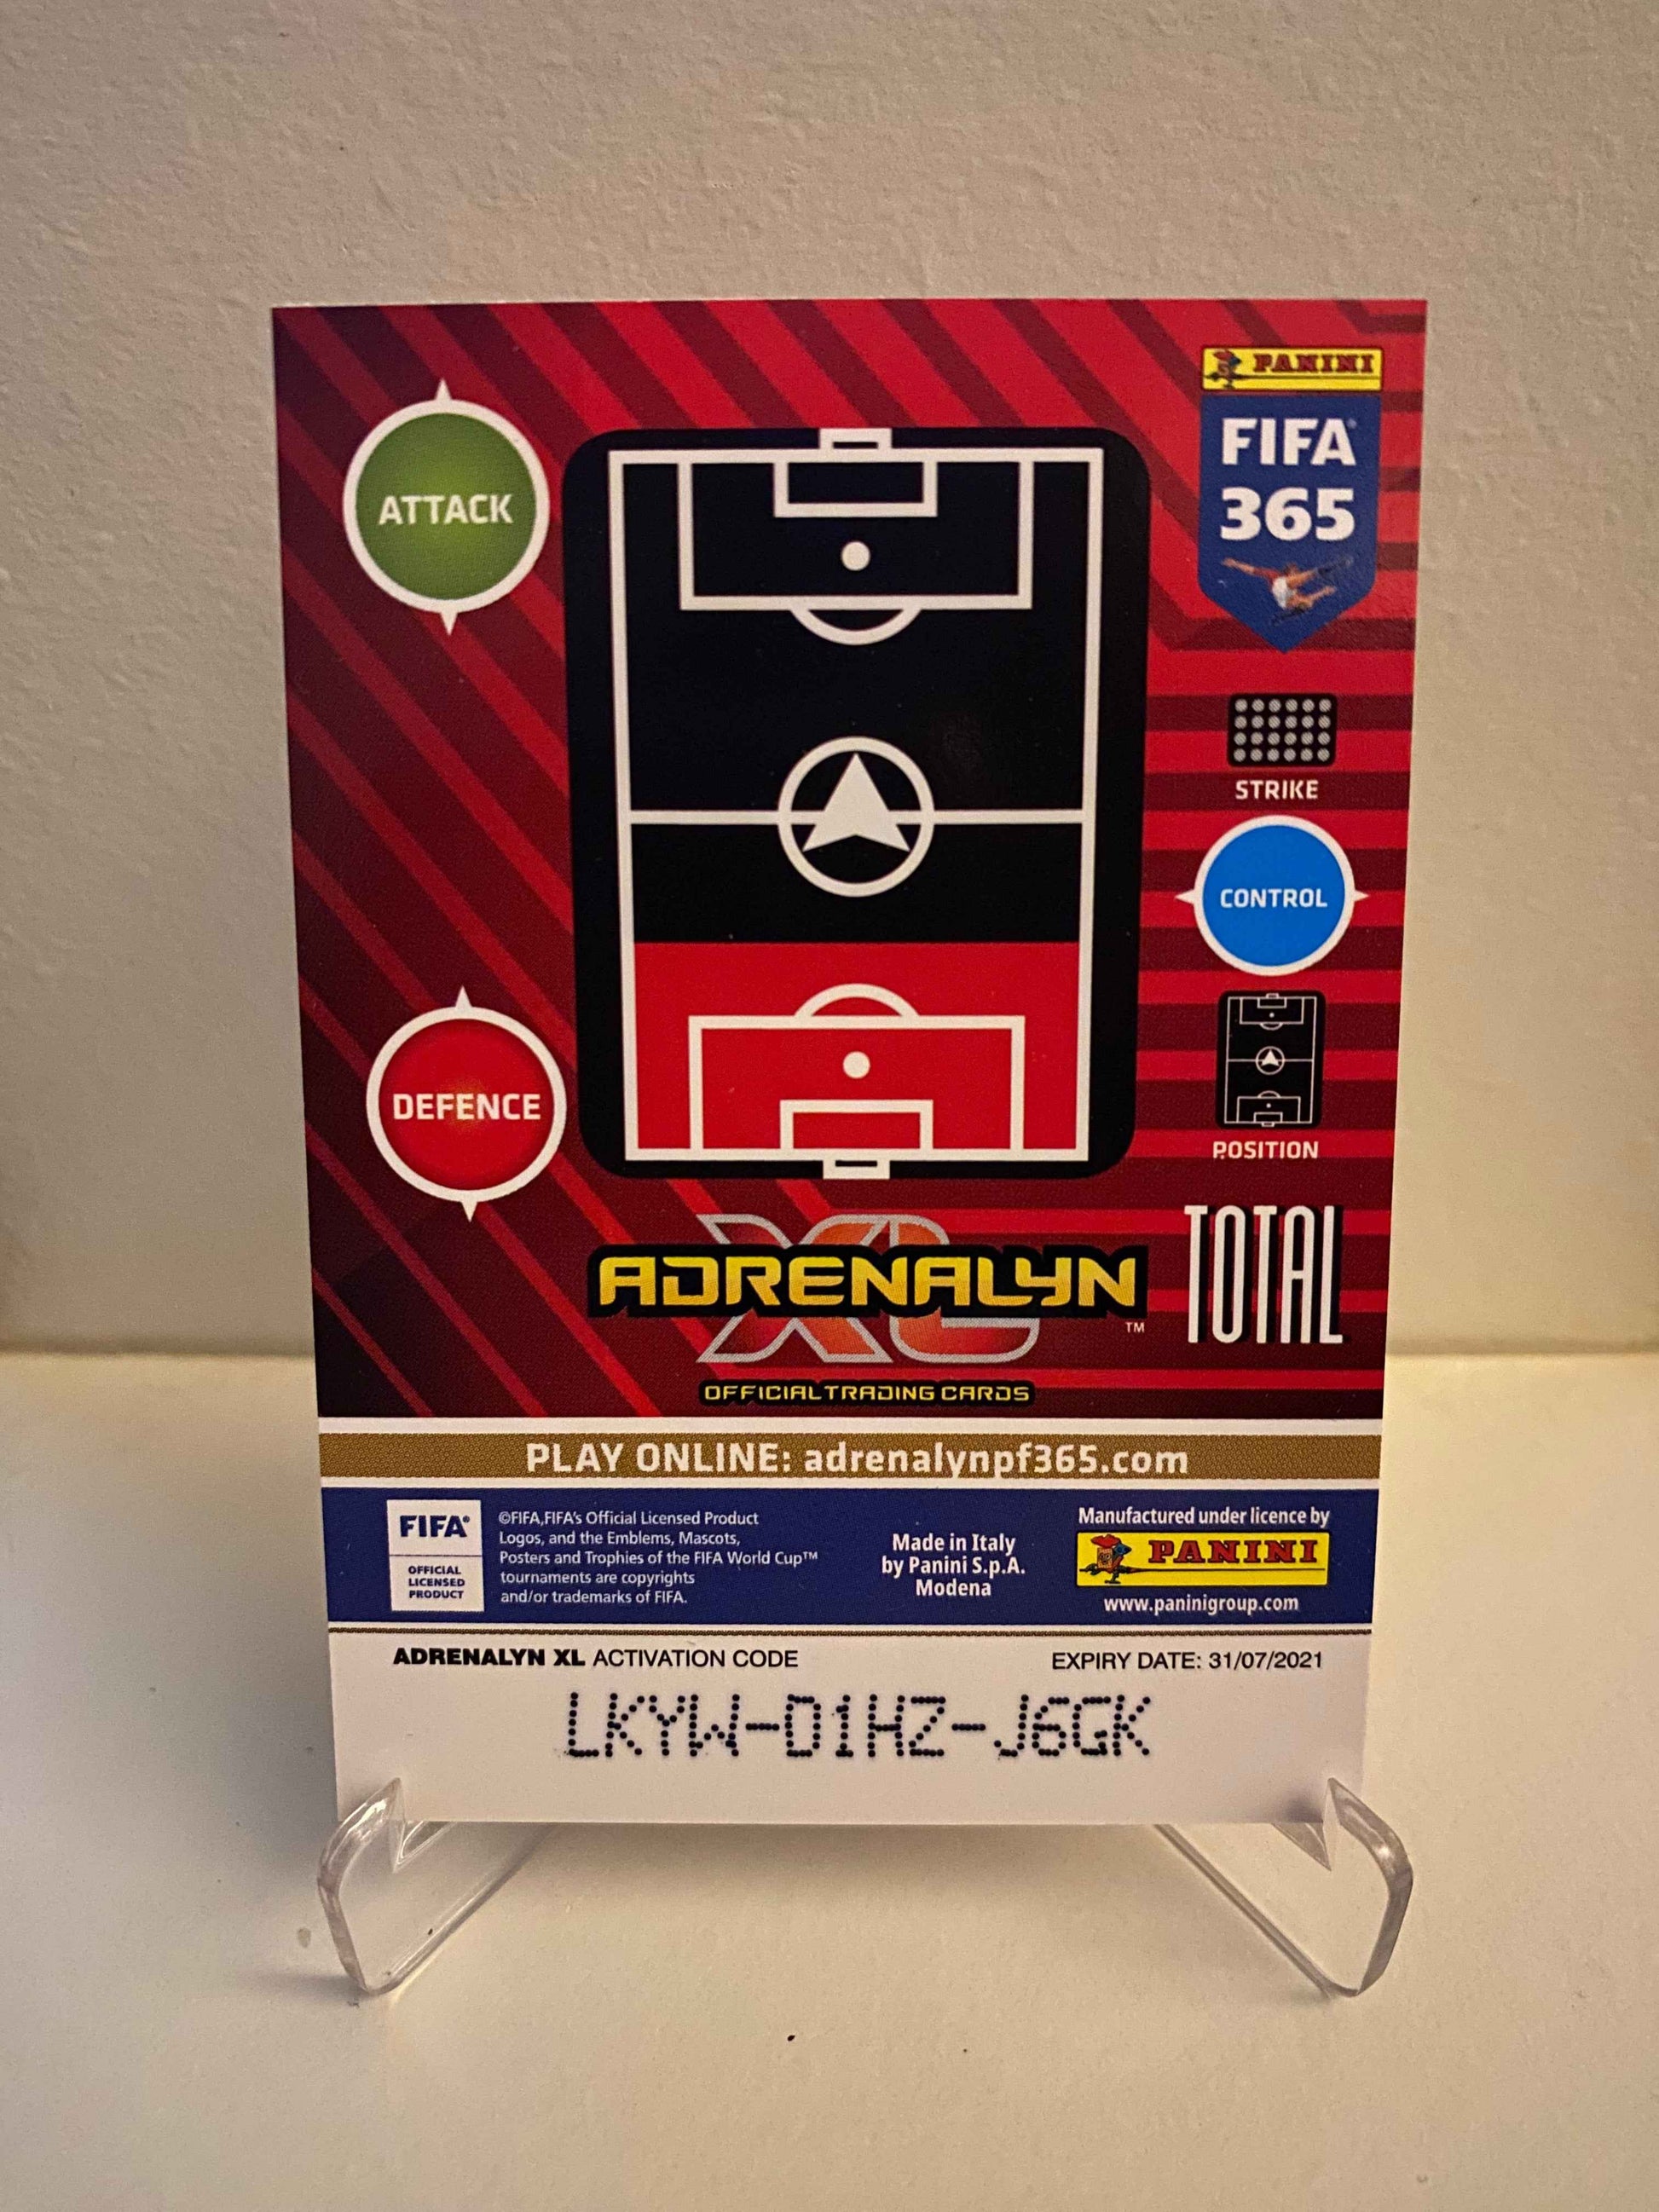 PANINI
FIFA
365
ATTACK
STRIKE
CONTROL
DEFENCE
POSITION
ADRENALYN
XL
TM
TOTAL
OFFICIAL TRADING CARDS
PLAY ONLINE: adrenalynpf365.com
FIFA®
OFFICIAL
LICENSED
PRODUCT
©FIFA,FIFA's Official Licensed Product
Logos, and the Emblems, Mascots,
Posters and Trophies of the FIFA World Cup™
tournaments are copyrights
and/or trademarks of FIFA.
Made in Italy
by Panini S.p.A.
Modena
Manufactured under licence by
PANINI
www.paninigroup.com
ADRENALYN XL ACTIVATION CODE
EXPIRY DATE: 31/07/2021
LKYW-D1HZ-J6GK